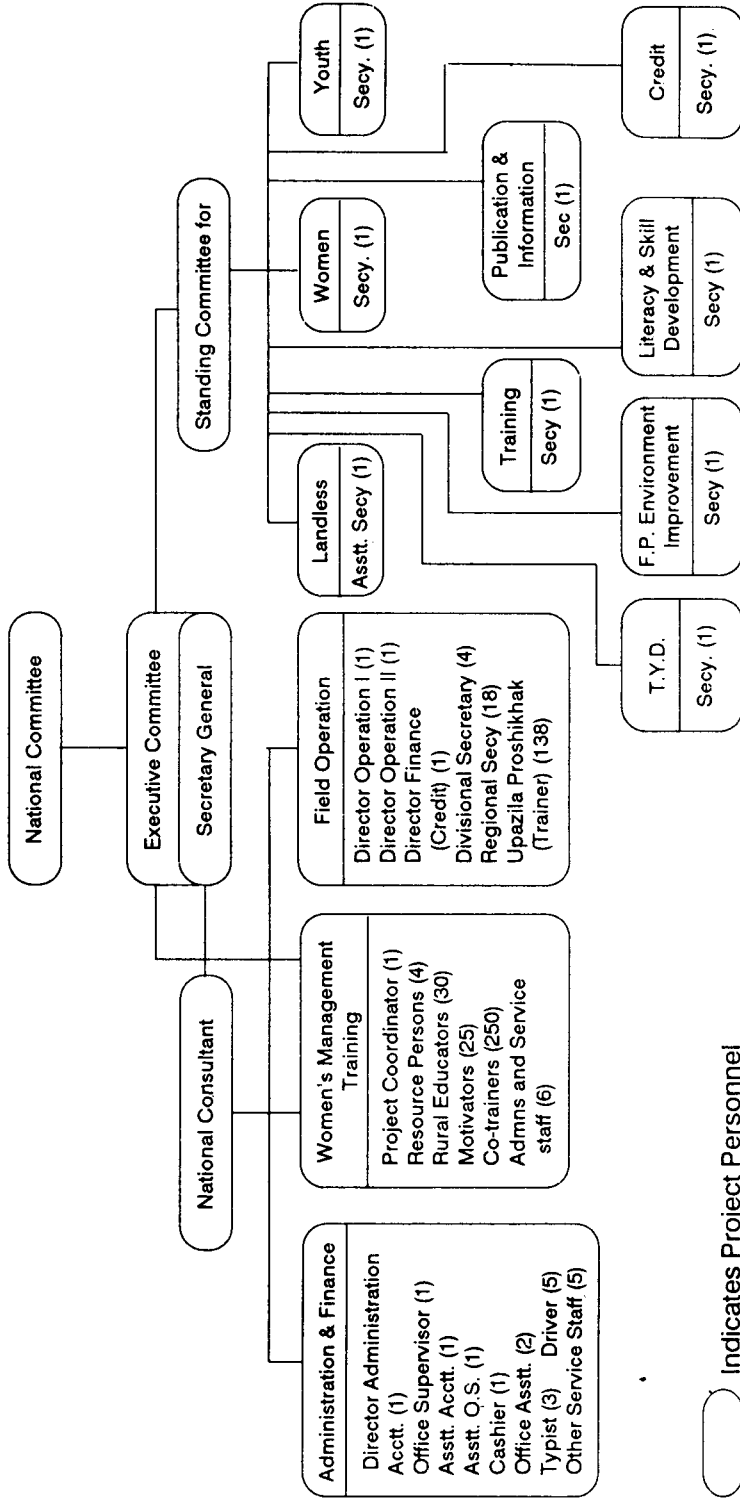 National Committee
Executive Committee
Secretary General
National Consultant
Standing Committee for
Administration & Finance
Director Administration
Acctt. (1)
Office Supervisor (1)
Asstt. Acctt. (1)
Asstt. O.S. (1)
Cashier (1)
Office Asstt. (2)
Typist (3) Driver (5)
Other Service Staff (5)
Women's Management
Training
Project Coordinator (1)
Resource Persons (4)
Rural Educators (30)
Motivators (25)
Co-trainers (250)
Admns and Service
staff (6)
Field Operation
Director Operation I (1)
Director Operation II (1)
Director Finance
(Credit) (1)
Divisional Secretary (4)
Regional Secy (18)
Upazila Proshikhak
(Trainer) (138)
Landless
Asstt. Secy (1)
Women
Secy. (1)
Youth
Secy. (1)
Training
Secy (1)
Publication &
Information
Sec (1)
T.Y.D.
Secy. (1)
F.P. Environment
Improvement
Secy (1)
Literacy & Skill
Development
Secy (1)
Credit
Secy. (1)
Indicates Project Personnel